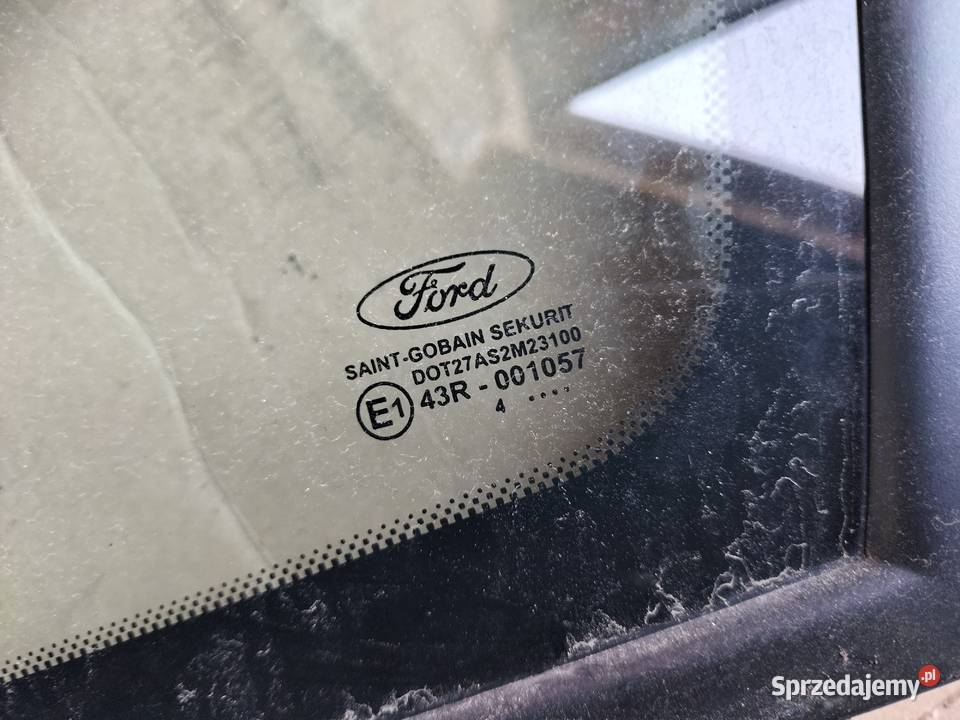 Ford
SAINT-GOBAIN SEKURIT
DOT27AS2M23100
E1 43R - 001057
4 ....
Sprzedajemy.pl